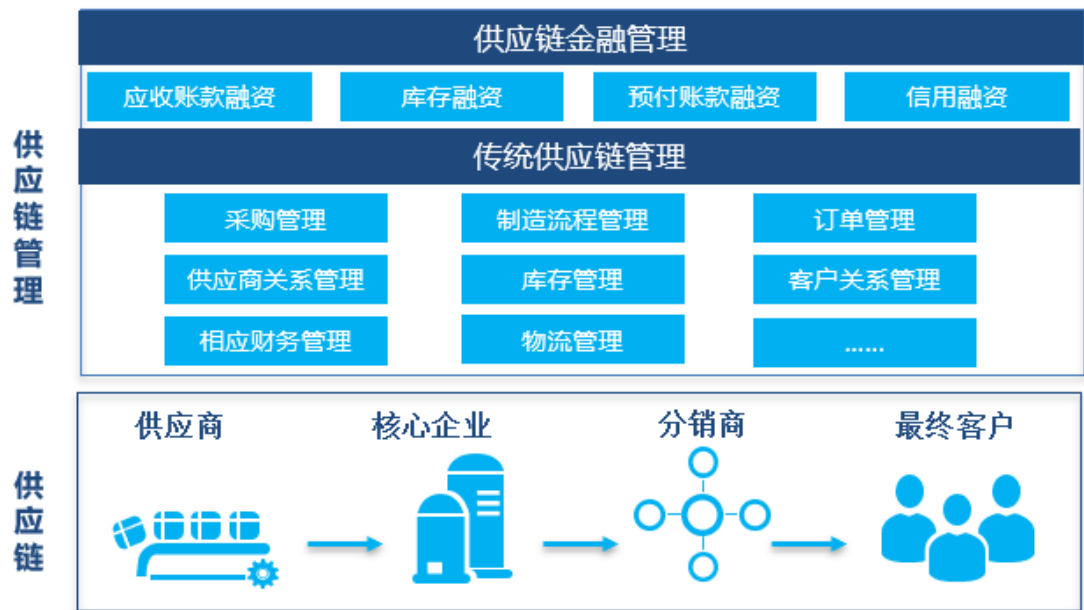 供应链金融管理
应收账款融资 库存融资 预付账款融资 信用融资
供应链管理
传统供应链管理
采购管理 制造流程管理 订单管理
供应商关系管理 库存管理 客户关系管理
相应财务管理 物流管理 ......
供应链
供应商 核心企业 分销商 最终客户